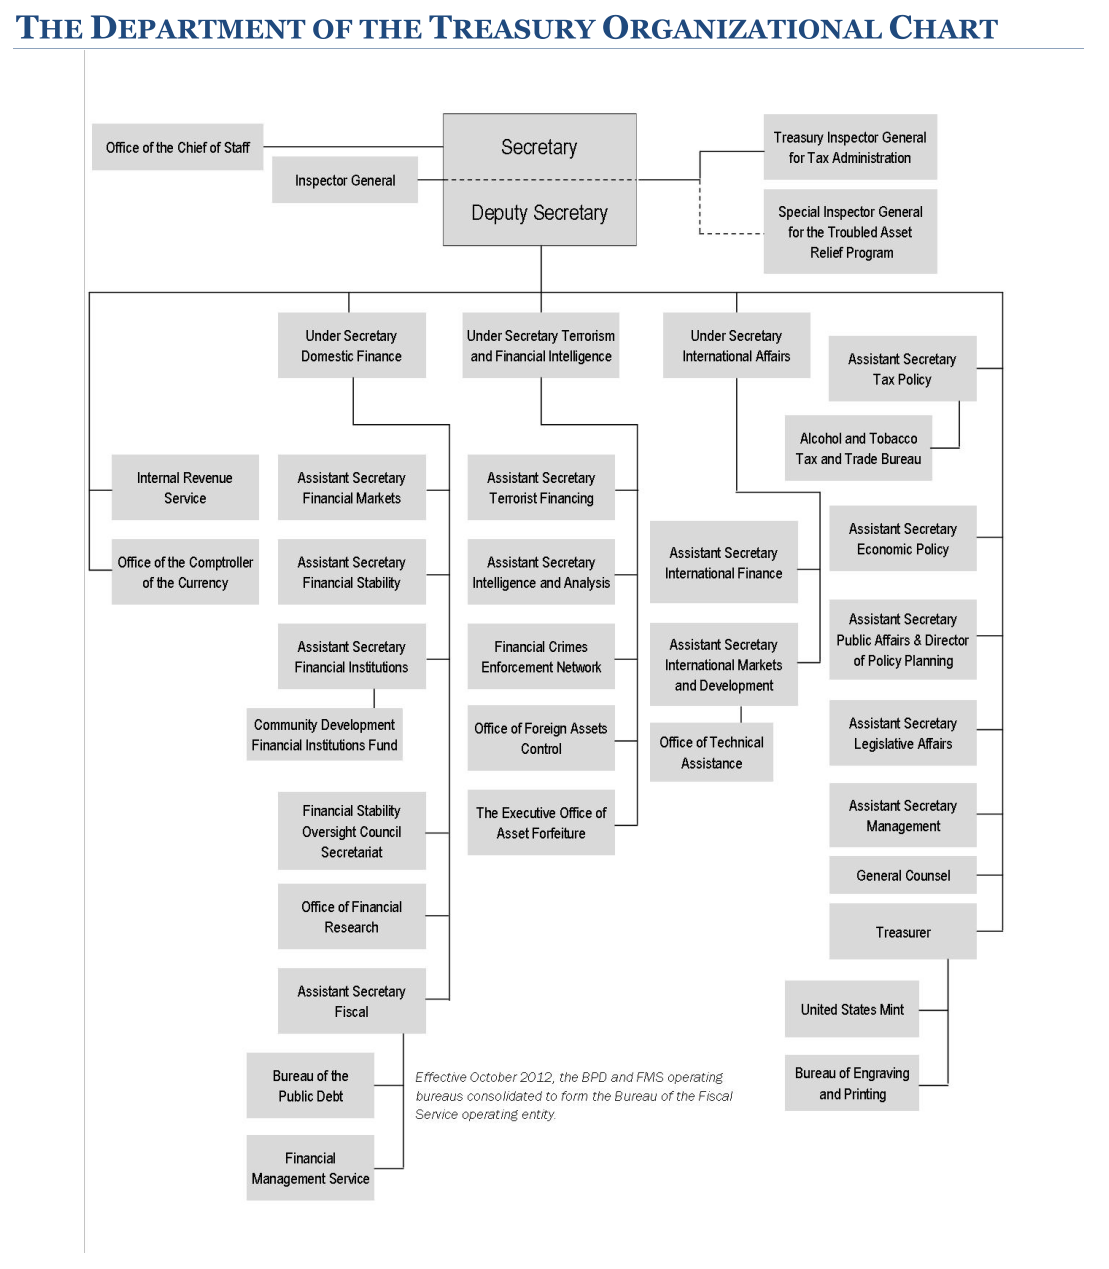 THE DEPARTMENT OF THE TREASURY ORGANIZATIONAL CHART
Office of the Chief of Staff
Inspector General
Secretary
Deputy Secretary
Treasury Inspector General
for Tax Administration
Special Inspector General
for the Troubled Asset
Relief Program
Under Secretary
Domestic Finance
Under Secretary Terrorism
and Financial Intelligence
Under Secretary
International Affairs
Assistant Secretary
Tax Policy
Alcohol and Tobacco
Tax and Trade Bureau
Internal Revenue
Service
Office of the Comptroller
of the Currency
Assistant Secretary
Financial Markets
Assistant Secretary
Financial Stability
Assistant Secretary
Financial Institutions
Community Development
Financial Institutions Fund
Financial Stability
Oversight Council
Secretariat
Office of Financial
Research
Assistant Secretary
Fiscal
Bureau of the
Public Debt
Financial
Management Service
Effective October 2012, the BPD and FMS operating
bureaus consolidated to form the Bureau of the Fiscal
Service operating entity.
Assistant Secretary
Terrorist Financing
Assistant Secretary
Intelligence and Analysis
Financial Crimes
Enforcement Network
Office of Foreign Assets
Control
The Executive Office of
Asset Forfeiture
Assistant Secretary
International Finance
Assistant Secretary
International Markets
and Development
Office of Technical
Assistance
Assistant Secretary
Economic Policy
Assistant Secretary
Public Affairs & Director
of Policy Planning
Assistant Secretary
Legislative Affairs
Assistant Secretary
Management
General Counsel
Treasurer
United States Mint
Bureau of Engraving
and Printing